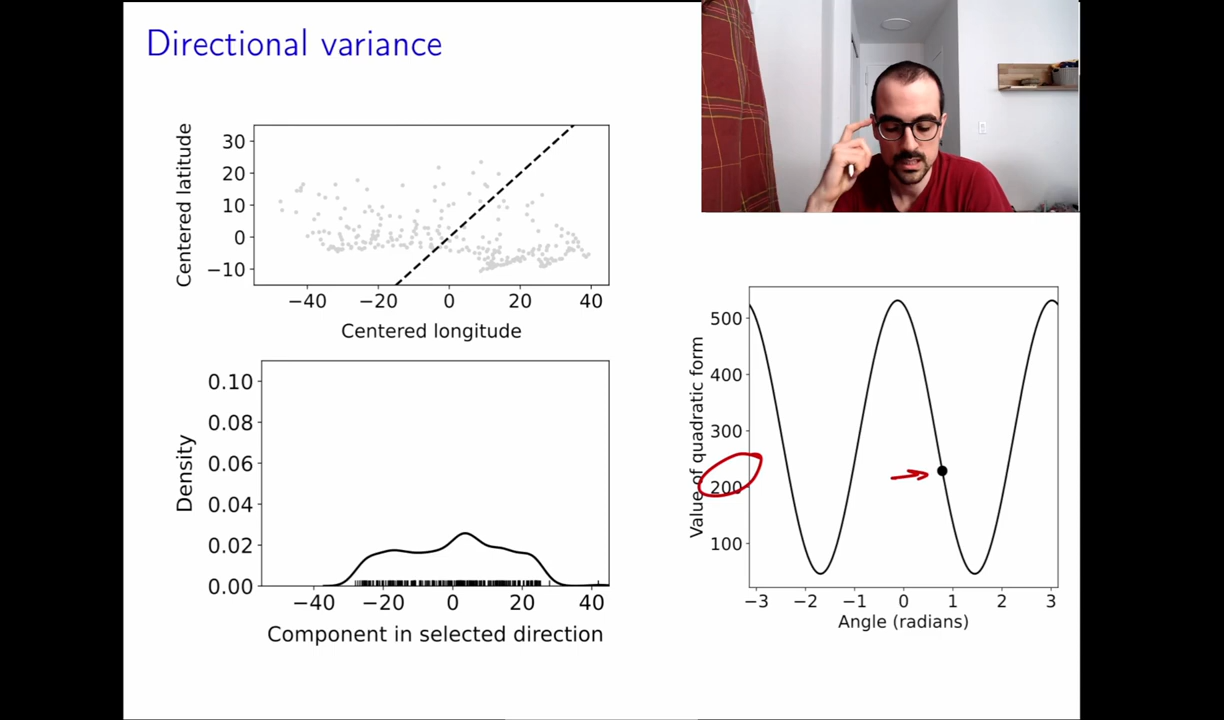 Directional variance
Centered latitude
30
20
10
0
−10
−40 −20 0 20 40
Centered longitude
Density
0.10
0.08
0.06
0.04
0.02
0.00
−40 −20 0 20 40
Component in selected direction
Value of quadratic form
500
400
300
200
100
−3 −2 −1 0 1 2 3
Angle (radians)